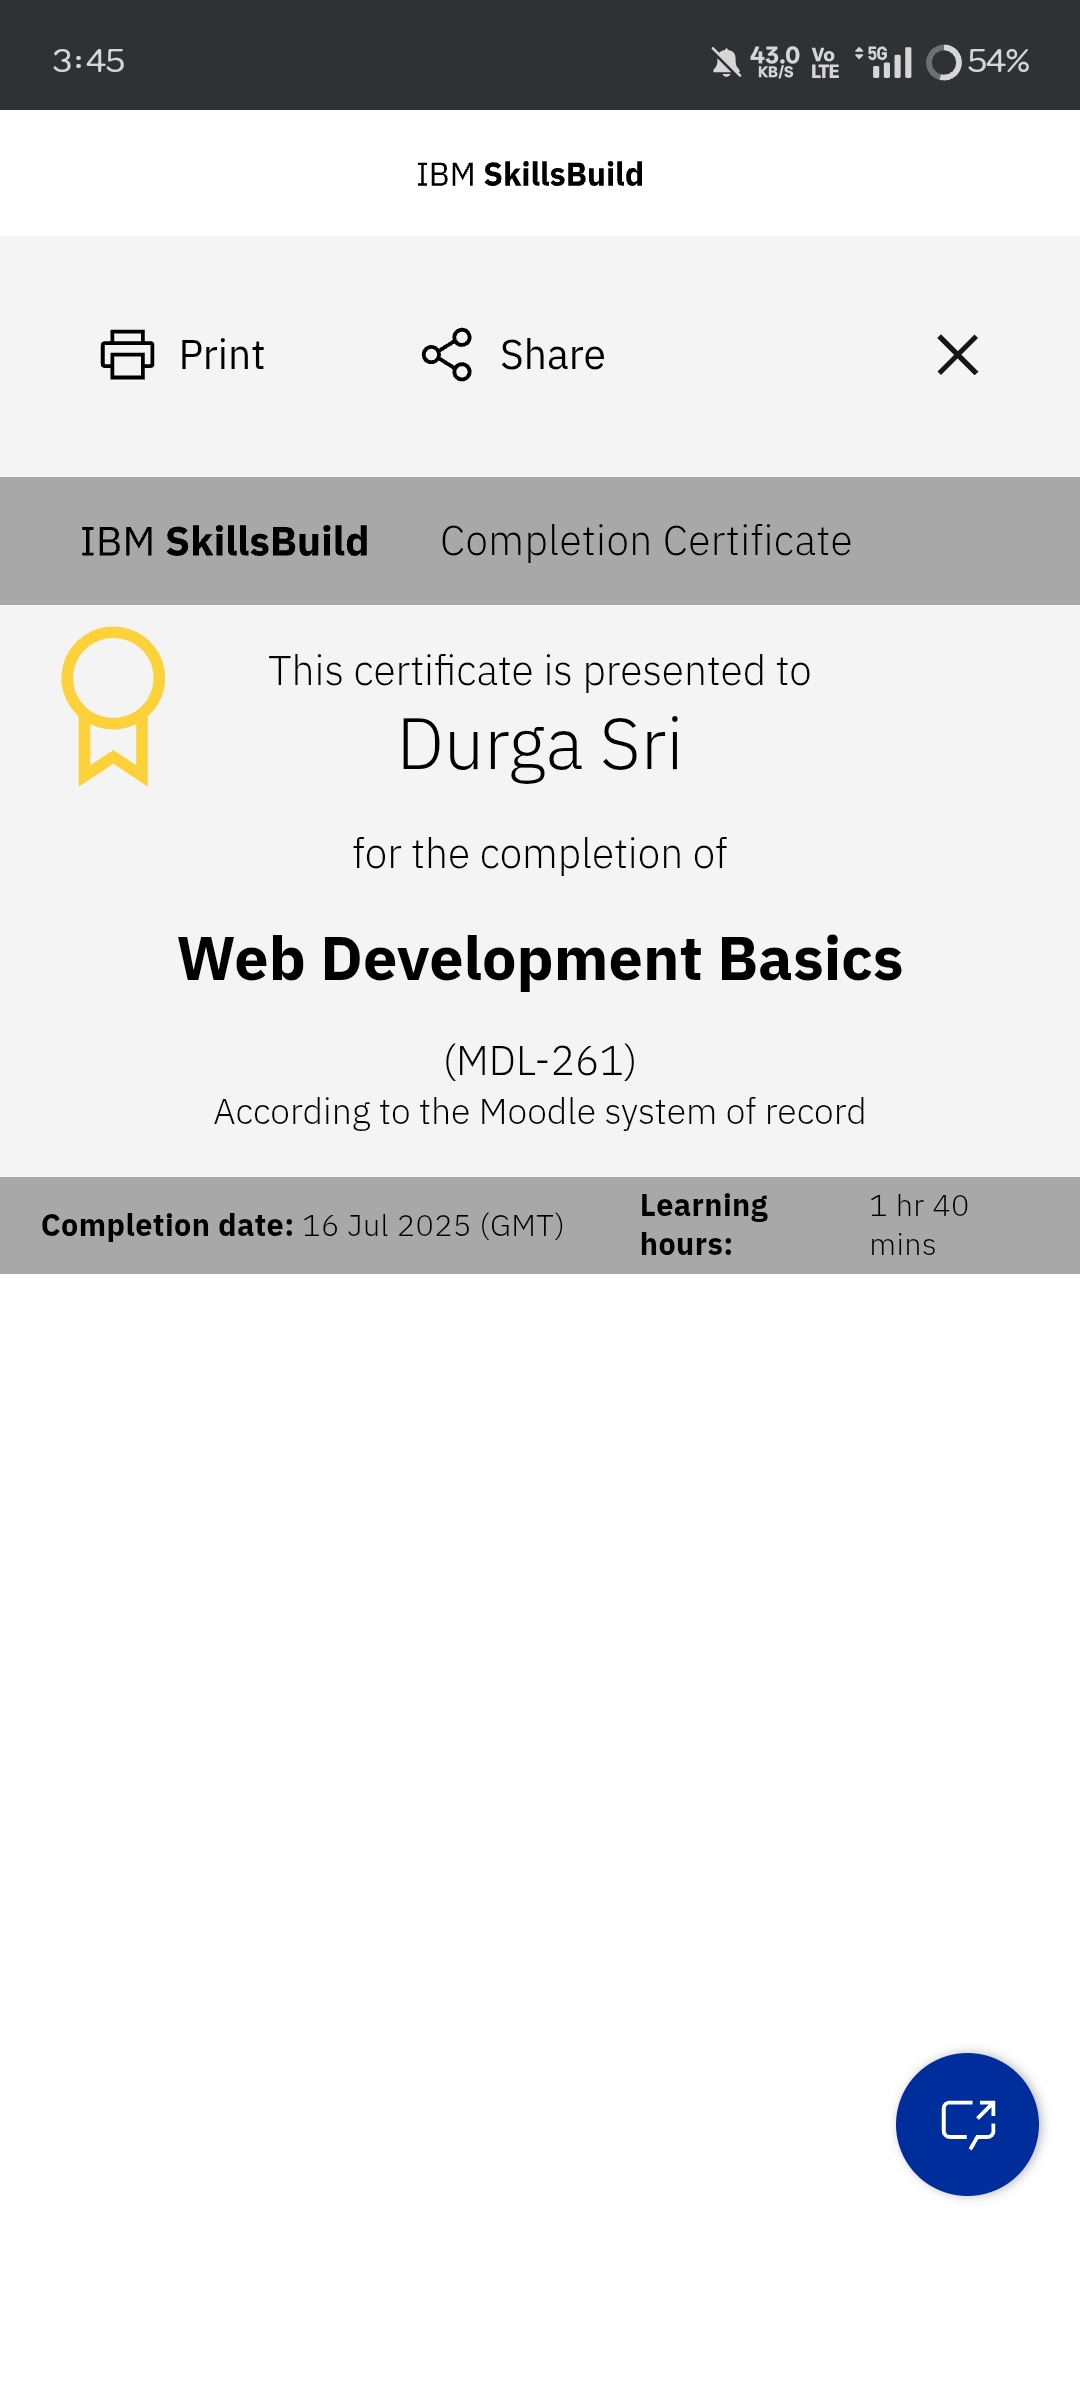 3:45
43.0 KB/S Vo LTE 5G 54%
IBM SkillsBuild
Print Share
IBM SkillsBuild Completion Certificate
This certificate is presented to
Durga Sri
for the completion of
Web Development Basics
(MDL-261)
According to the Moodle system of record
Completion date: 16 Jul 2025 (GMT)
Learning hours: 1 hr 40 mins